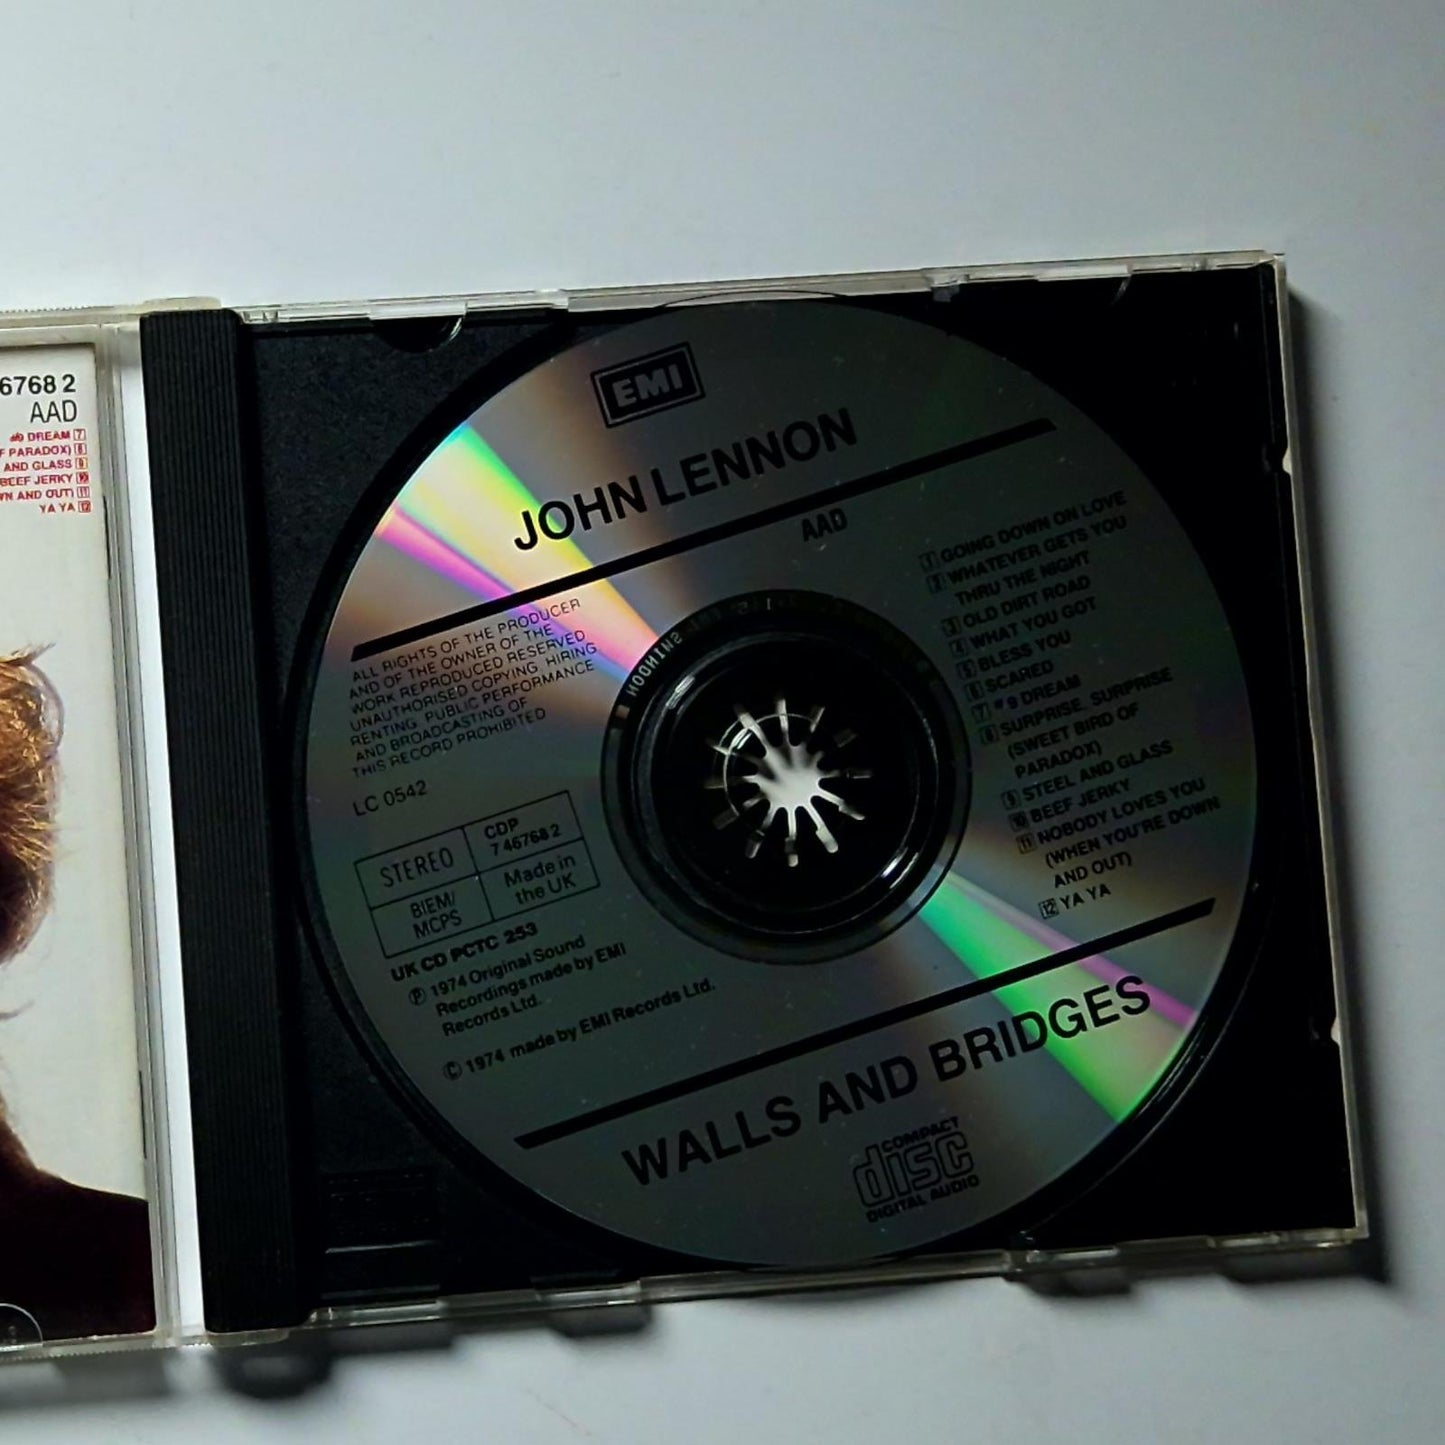 6768 2
AAD
DREAM 7
F PARADOX) 8
AND GLASS 9
BEEF JERKY 10
WN AND OUT) 11
YA YA 12
EMI
JOHN LENNON
AAD
ALL RIGHTS OF THE PRODUCER
AND OF THE OWNER OF THE
WORK REPRODUCED RESERVED
UNAUTHORISED COPYING, HIRING
RENTING, PUBLIC PERFORMANCE
AND BROADCASTING OF
THIS RECORD PROHIBITED
LC 0542
STEREO
CDP
7 46768 2
BIEM/
MCPS
Made in
the UK
UK CD PCTC 253
℗ 1974 Original Sound
Recordings made by EMI
Records Ltd.
© 1974 made by EMI Records Ltd.
SWINDON
1 GOING DOWN ON LOVE
2 WHATEVER GETS YOU
THRU THE NIGHT
3 OLD DIRT ROAD
4 WHAT YOU GOT
5 BLESS YOU
6 SCARED
7 #9 DREAM
8 SURPRISE, SURPRISE
(SWEET BIRD OF
PARADOX)
9 STEEL AND GLASS
10 BEEF JERKY
11 NOBODY LOVES YOU
(WHEN YOU'RE DOWN
AND OUT)
12 YA YA
WALLS AND BRIDGES
COMPACT
disc
DIGITAL AUDIO